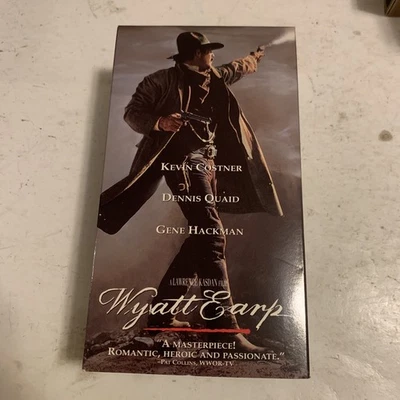 KEVIN COSTNER
DENNIS QUAID
GENE HACKMAN
A LAWRENCE KASDAN FILM
Wyatt Earp
"A MASTERPIECE!
ROMANTIC, HEROIC AND PASSIONATE."
-PAT COLLINS, WWOR-TV